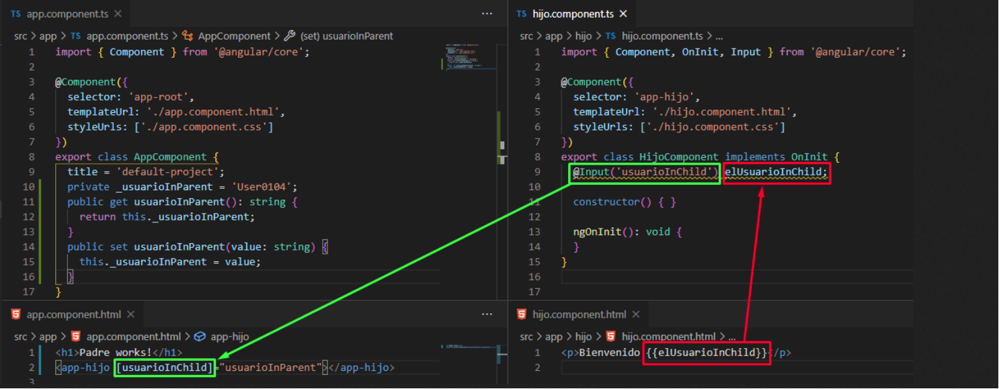 TS app.component.ts ×
src > app > TS app.component.ts > AppComponent > (set) usuarioInParent
1 import { Component } from '@angular/core';
2
3 @Component({
4 selector: 'app-root',
5 templateUrl: './app.component.html',
6 styleUrls: ['./app.component.css']
7 })
8 export class AppComponent {
9 title = 'default-project';
10 private _usuarioInParent = 'User0104';
11 public get usuarioInParent(): string {
12 return this._usuarioInParent;
13 }
14 public set usuarioInParent(value: string) {
15 this._usuarioInParent = value;
16 }
17 }
TS hijo.component.ts ×
src > app > hijo > TS hijo.component.ts > ...
1 import { Component, OnInit, Input } from '@angular/core';
2
3 @Component({
4 selector: 'app-hijo',
5 templateUrl: './hijo.component.html',
6 styleUrls: ['./hijo.component.css']
7 })
8 export class HijoComponent implements OnInit {
9 @Input('usuarioInChild') elUsuarioInChild;
10
11 constructor() { }
12
13 ngOnInit(): void {
14 }
15 }
16
17
app.component.html ×
src > app > app.component.html > app-hijo
1 <h1>Padre works!</h1>
2 <app-hijo [usuarioInChild]="usuarioInParent"></app-hijo>
3
hijo.component.html ×
src > app > hijo > hijo.component.html > ...
1 <p>Bienvenido {{elUsuarioInChild}}</p>
2